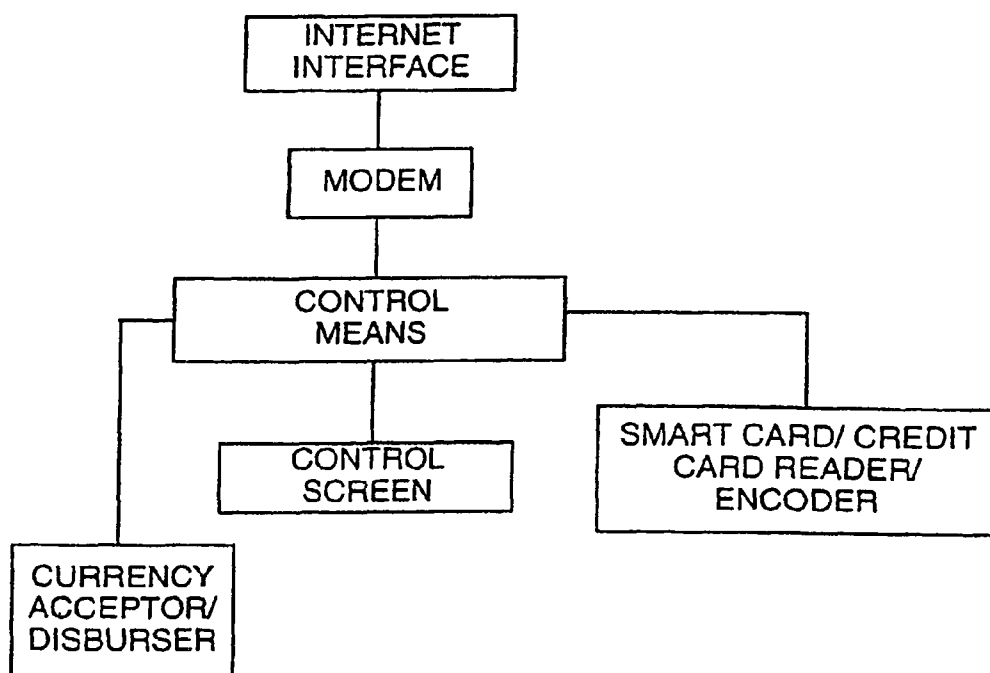 INTERNET
INTERFACE
MODEM
CONTROL
MEANS
CONTROL
SCREEN
SMART CARD/ CREDIT
CARD READER/
ENCODER
CURRENCY
ACCEPTOR/
DISBURSER